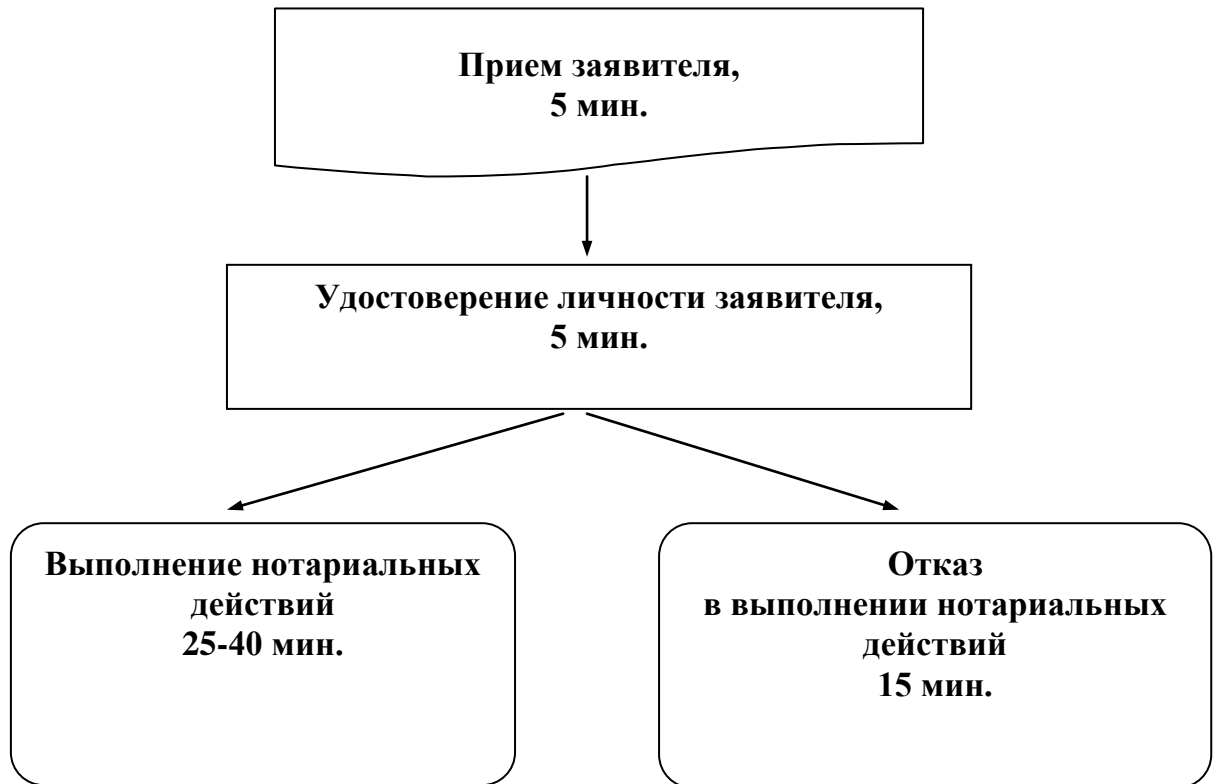 Прием заявителя,
5 мин.
Удостоверение личности заявителя,
5 мин.
Выполнение нотариальных
действий
25-40 мин.
Отказ
в выполнении нотариальных
действий
15 мин.